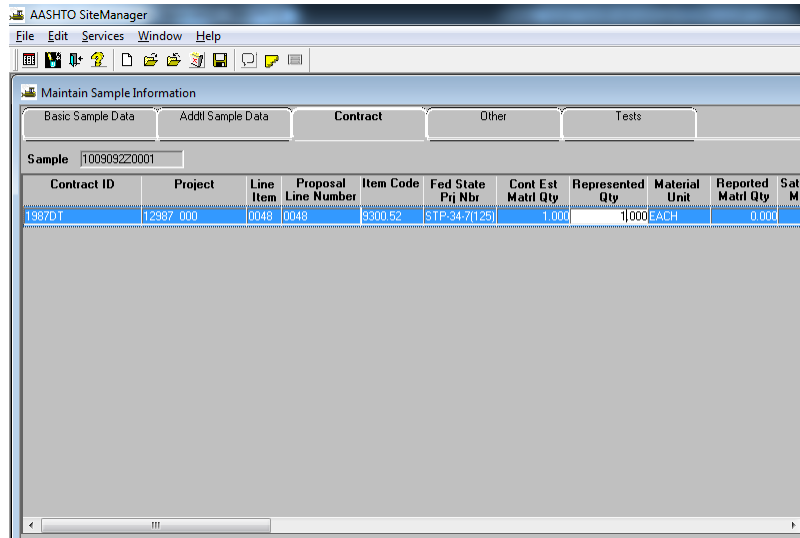 AASHTO SiteManager
File Edit Services Window Help
Maintain Sample Information
Basic Sample Data Addtl Sample Data Contract Other Tests
Sample 1009092Z0001
Contract ID Project Line Item Proposal Line Number Item Code Fed State Prj Nbr Cont Est Matrl Qty Represented Qty Material Unit Reported Matrl Qty Sat M
1987DT 12987 000 0048 0048 9300.52 STP-34-7(125) 1.000 1.000 EACH 0.000